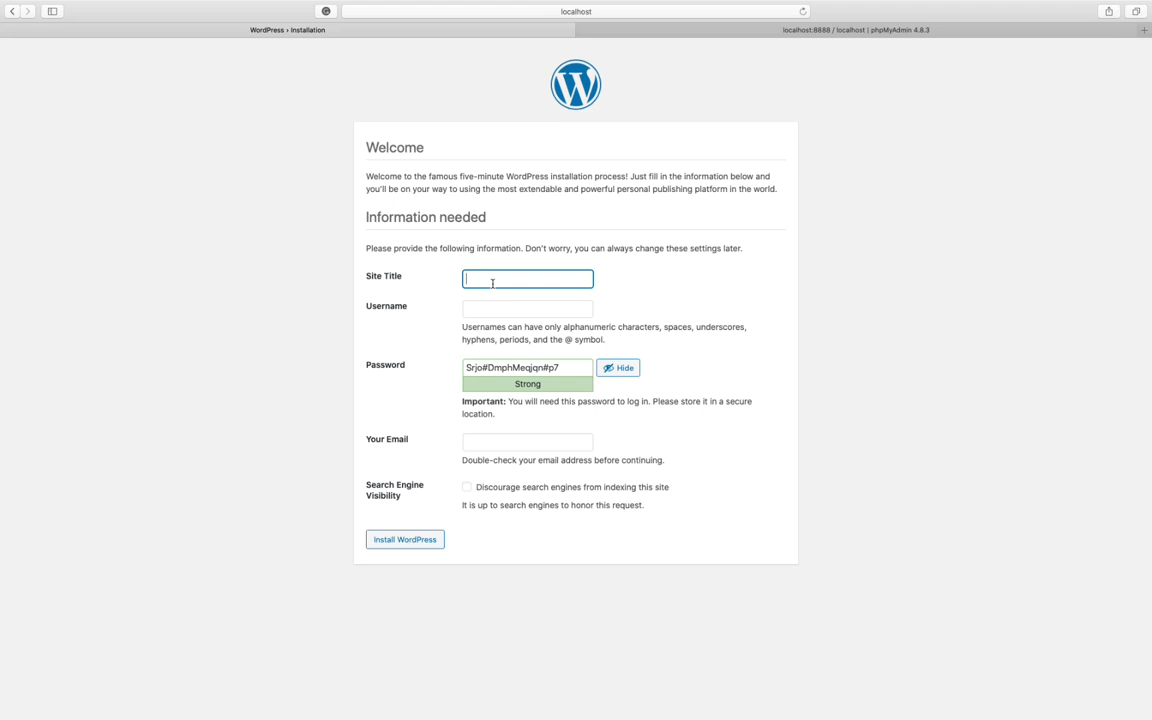 localhost
WordPress › Installation
localhost:8888 / localhost | phpMyAdmin 4.8.3
Welcome
Welcome to the famous five-minute WordPress installation process! Just fill in the information below and
you'll be on your way to using the most extendable and powerful personal publishing platform in the world.
Information needed
Please provide the following information. Don't worry, you can always change these settings later.
Site Title
Username
Usernames can have only alphanumeric characters, spaces, underscores,
hyphens, periods, and the @ symbol.
Password
Srjo#DmphMeqjqn#p7
Hide
Strong
Important: You will need this password to log in. Please store it in a secure
location.
Your Email
Double-check your email address before continuing.
Search Engine
Visibility
Discourage search engines from indexing this site
It is up to search engines to honor this request.
Install WordPress